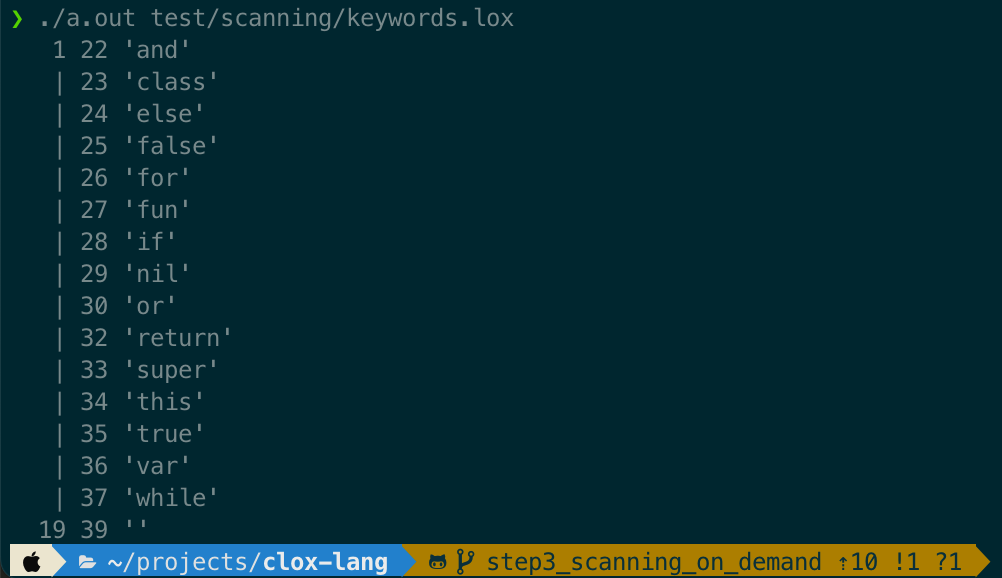 ❯ ./a.out test/scanning/keywords.lox
   1 22 'and'
   | 23 'class'
   | 24 'else'
   | 25 'false'
   | 26 'for'
   | 27 'fun'
   | 28 'if'
   | 29 'nil'
   | 30 'or'
   | 32 'return'
   | 33 'super'
   | 34 'this'
   | 35 'true'
   | 36 'var'
   | 37 'while'
  19 39 ''
~/projects/clox-lang step3_scanning_on_demand ⇡10 !1 ?1